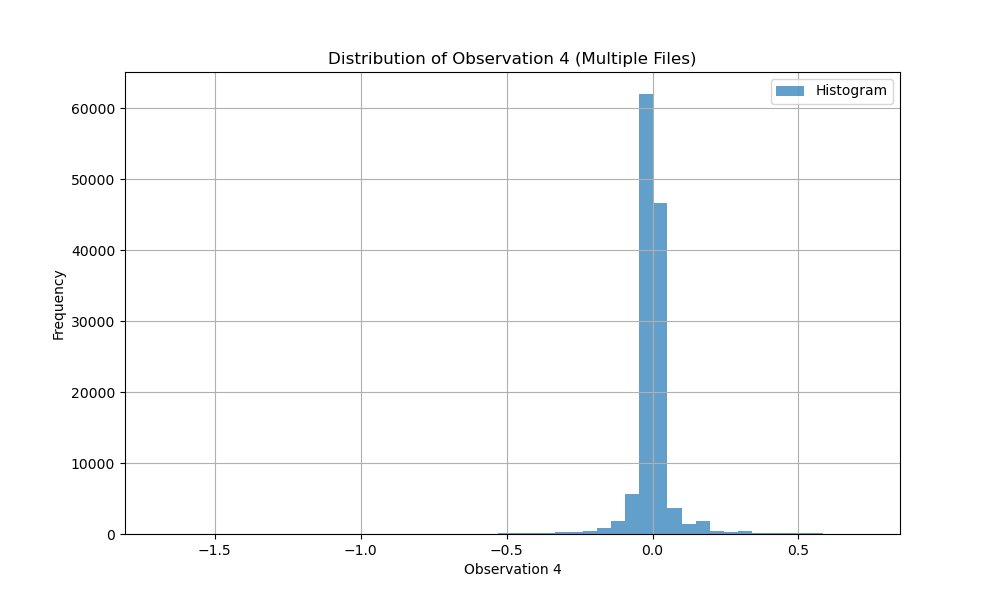 Distribution of Observation 4 (Multiple Files)
Histogram
60000
50000
40000
30000
20000
10000
0
Frequency
−1.5 −1.0 −0.5 0.0 0.5
Observation 4